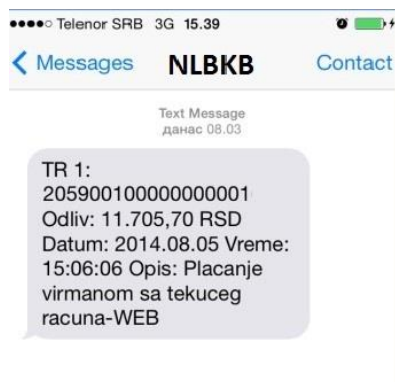 Telenor SRB 3G 15.39
Messages NLBKB Contact
Text Message
данас 08.03
TR 1:
205900100000000001
Odliv: 11.705,70 RSD
Datum: 2014.08.05 Vreme:
15:06:06 Opis: Placanje
virmanom sa tekuceg
racuna-WEB